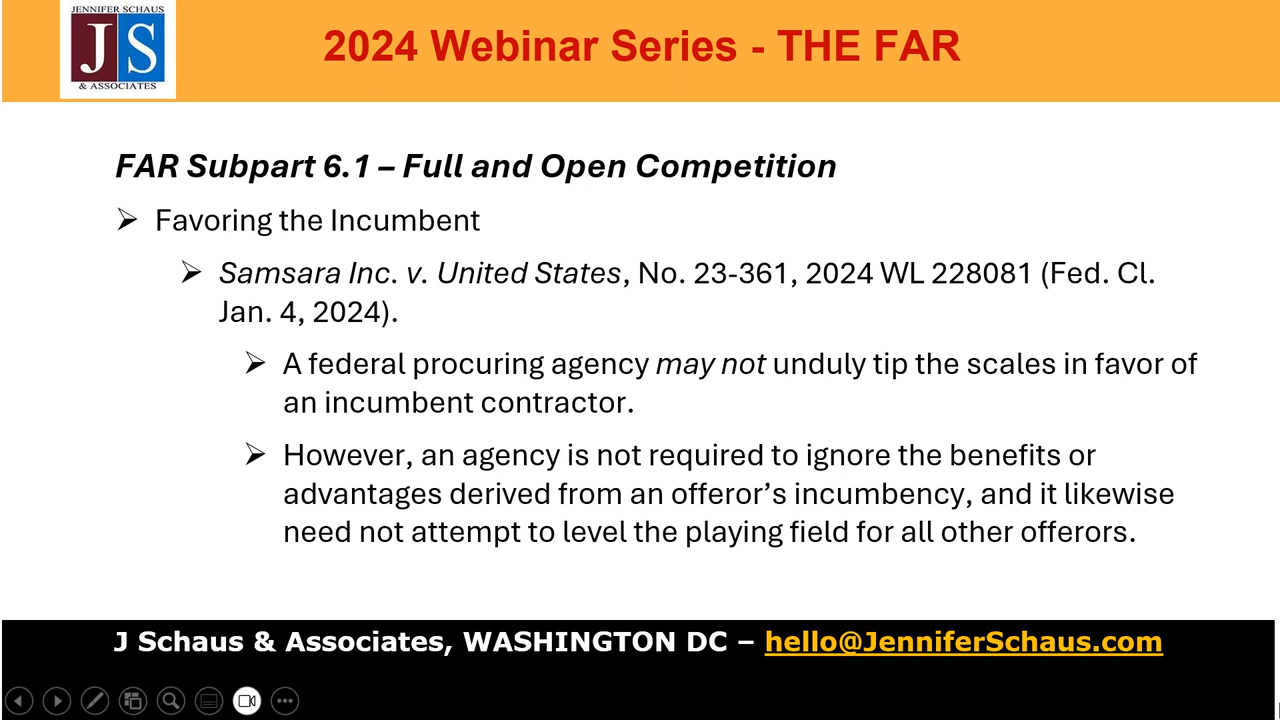 JENNIFER SCHAUS
J S
& ASSOCIATES
2024 Webinar Series - THE FAR
FAR Subpart 6.1 – Full and Open Competition
➢ Favoring the Incumbent
➢ Samsara Inc. v. United States, No. 23-361, 2024 WL 228081 (Fed. Cl.
Jan. 4, 2024).
➢ A federal procuring agency may not unduly tip the scales in favor of
an incumbent contractor.
➢ However, an agency is not required to ignore the benefits or
advantages derived from an offeror’s incumbency, and it likewise
need not attempt to level the playing field for all other offerors.
J Schaus & Associates, WASHINGTON DC – hello@JenniferSchaus.com